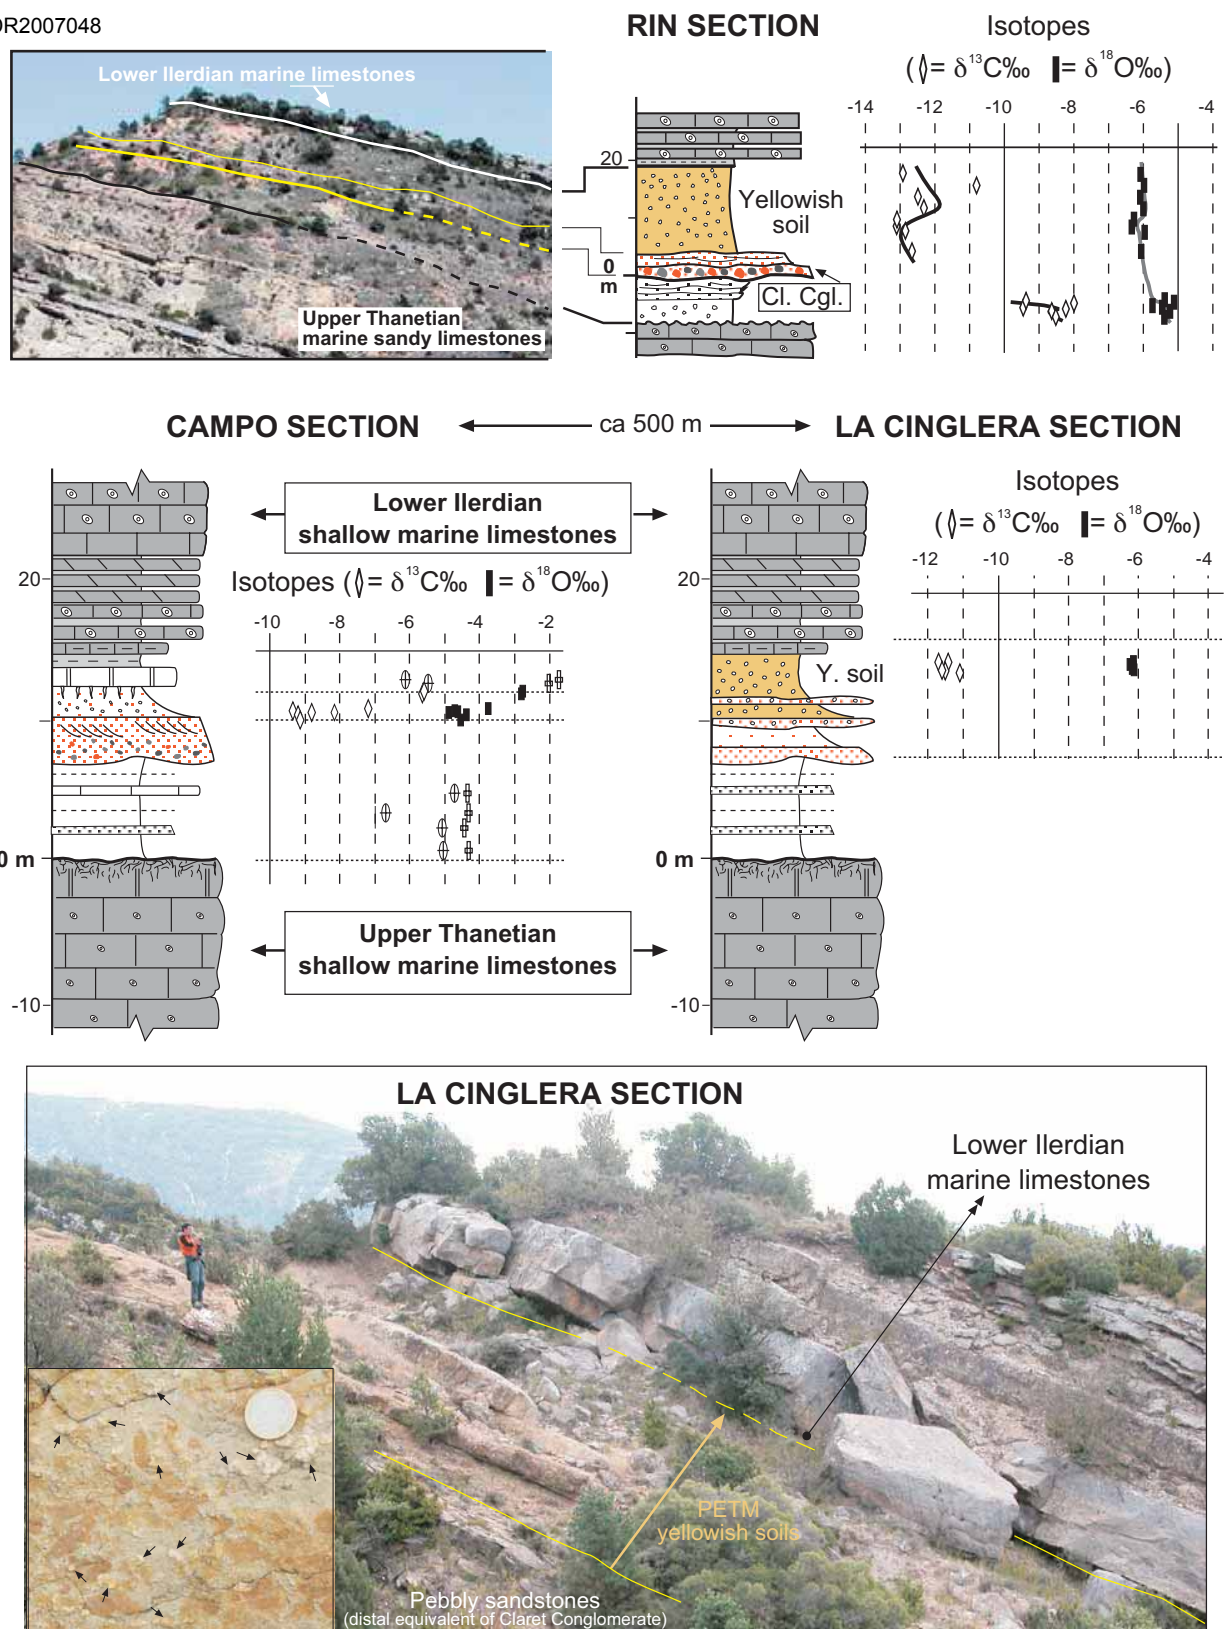 OR2007048
RIN SECTION
Isotopes
(◊= δ¹³C‰ ▮= δ¹⁸O‰)
Lower Ilerdian marine limestones
Upper Thanetian
marine sandy limestones
20
0
m
Yellowish
soil
Cl. Cgl.
-14 -12 -10 -8 -6 -4
CAMPO SECTION
ca 500 m
LA CINGLERA SECTION
Lower Ilerdian
shallow marine limestones
Isotopes (◊= δ¹³C‰ ▮= δ¹⁸O‰)
-10 -8 -6 -4 -2
20
0 m
-10
Upper Thanetian
shallow marine limestones
20
0 m
-10
Y. soil
Isotopes
(◊= δ¹³C‰ ▮= δ¹⁸O‰)
-12 -10 -8 -6 -4
LA CINGLERA SECTION
Lower Ilerdian
marine limestones
PETM
yellowish soils
Pebbly sandstones
(distal equivalent of Claret Conglomerate)